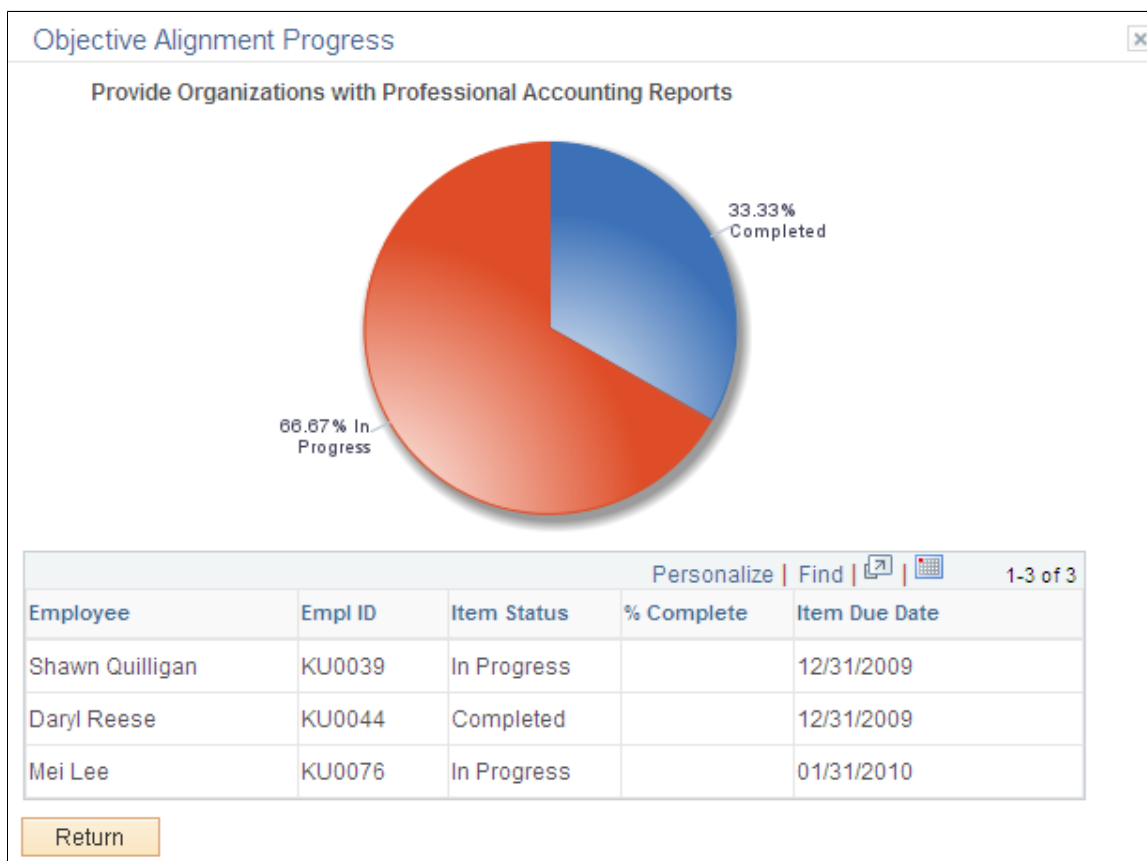 Objective Alignment Progress
Provide Organizations with Professional Accounting Reports
33.33%
Completed
66.67% In
Progress
Personalize | Find | | 1-3 of 3
Employee Empl ID Item Status % Complete Item Due Date
Shawn Quilligan KU0039 In Progress 12/31/2009
Daryl Reese KU0044 Completed 12/31/2009
Mei Lee KU0076 In Progress 01/31/2010
Return